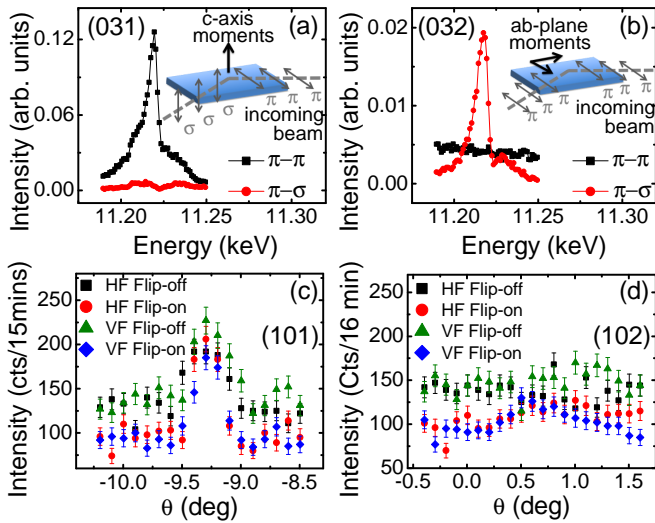 (031)
(a)
c-axis
moments
0.12
0.06
0.00
σ σ σ π π π
incoming
beam
π–π
π–σ
11.20 11.25 11.30
Energy (keV)
Intensity (arb. units)
(032)
(b)
ab-plane
moments
0.02
0.01
0.00
π π π π π π
incoming
beam
π–π
π–σ
11.20 11.25 11.30
Energy (keV)
Intensity (arb. units)
HF Flip-off
HF Flip-on
VF Flip-off
VF Flip-on
(c)
(101)
250
200
150
100
50
-10.0 -9.5 -9.0 -8.5
θ (deg)
Intensity (cts/15mins)
HF Flip-off
HF Flip-on
VF Flip-off
VF Flip-on
(d)
(102)
300
250
200
150
100
50
-0.5 0.0 0.5 1.0 1.5
θ (deg)
Intensity (Cts/16 min)